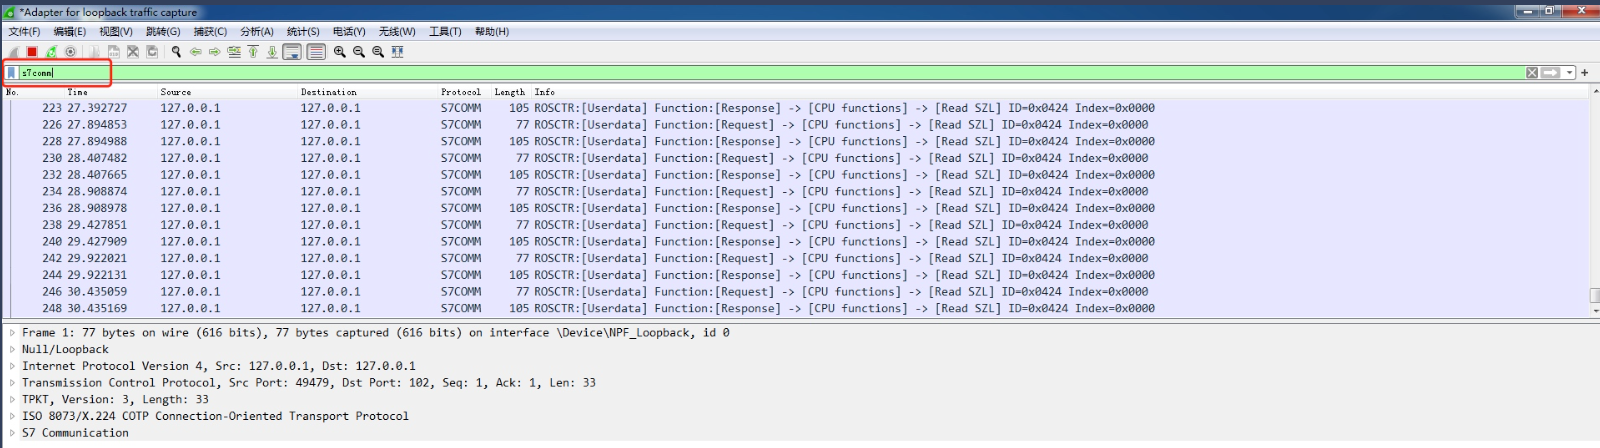 *Adapter for loopback traffic capture
文件(F) 编辑(E) 视图(V) 跳转(G) 捕获(C) 分析(A) 统计(S) 电话(Y) 无线(W) 工具(T) 帮助(H)
s7comm
No. Time Source Destination Protocol Length Info
223 27.392727 127.0.0.1 127.0.0.1 S7COMM 105 ROSCTR:[Userdata] Function:[Response] -> [CPU functions] -> [Read SZL] ID=0x0424 Index=0x0000
226 27.894853 127.0.0.1 127.0.0.1 S7COMM 77 ROSCTR:[Userdata] Function:[Request] -> [CPU functions] -> [Read SZL] ID=0x0424 Index=0x0000
228 27.894988 127.0.0.1 127.0.0.1 S7COMM 105 ROSCTR:[Userdata] Function:[Response] -> [CPU functions] -> [Read SZL] ID=0x0424 Index=0x0000
230 28.407482 127.0.0.1 127.0.0.1 S7COMM 77 ROSCTR:[Userdata] Function:[Request] -> [CPU functions] -> [Read SZL] ID=0x0424 Index=0x0000
232 28.407665 127.0.0.1 127.0.0.1 S7COMM 105 ROSCTR:[Userdata] Function:[Response] -> [CPU functions] -> [Read SZL] ID=0x0424 Index=0x0000
234 28.908874 127.0.0.1 127.0.0.1 S7COMM 77 ROSCTR:[Userdata] Function:[Request] -> [CPU functions] -> [Read SZL] ID=0x0424 Index=0x0000
236 28.908978 127.0.0.1 127.0.0.1 S7COMM 105 ROSCTR:[Userdata] Function:[Response] -> [CPU functions] -> [Read SZL] ID=0x0424 Index=0x0000
238 29.427851 127.0.0.1 127.0.0.1 S7COMM 77 ROSCTR:[Userdata] Function:[Request] -> [CPU functions] -> [Read SZL] ID=0x0424 Index=0x0000
240 29.427909 127.0.0.1 127.0.0.1 S7COMM 105 ROSCTR:[Userdata] Function:[Response] -> [CPU functions] -> [Read SZL] ID=0x0424 Index=0x0000
242 29.922021 127.0.0.1 127.0.0.1 S7COMM 77 ROSCTR:[Userdata] Function:[Request] -> [CPU functions] -> [Read SZL] ID=0x0424 Index=0x0000
244 29.922131 127.0.0.1 127.0.0.1 S7COMM 105 ROSCTR:[Userdata] Function:[Response] -> [CPU functions] -> [Read SZL] ID=0x0424 Index=0x0000
246 30.435059 127.0.0.1 127.0.0.1 S7COMM 77 ROSCTR:[Userdata] Function:[Request] -> [CPU functions] -> [Read SZL] ID=0x0424 Index=0x0000
248 30.435169 127.0.0.1 127.0.0.1 S7COMM 105 ROSCTR:[Userdata] Function:[Response] -> [CPU functions] -> [Read SZL] ID=0x0424 Index=0x0000
Frame 1: 77 bytes on wire (616 bits), 77 bytes captured (616 bits) on interface \Device\NPF_Loopback, id 0
Null/Loopback
Internet Protocol Version 4, Src: 127.0.0.1, Dst: 127.0.0.1
Transmission Control Protocol, Src Port: 49479, Dst Port: 102, Seq: 1, Ack: 1, Len: 33
TPKT, Version: 3, Length: 33
ISO 8073/X.224 COTP Connection-Oriented Transport Protocol
S7 Communication